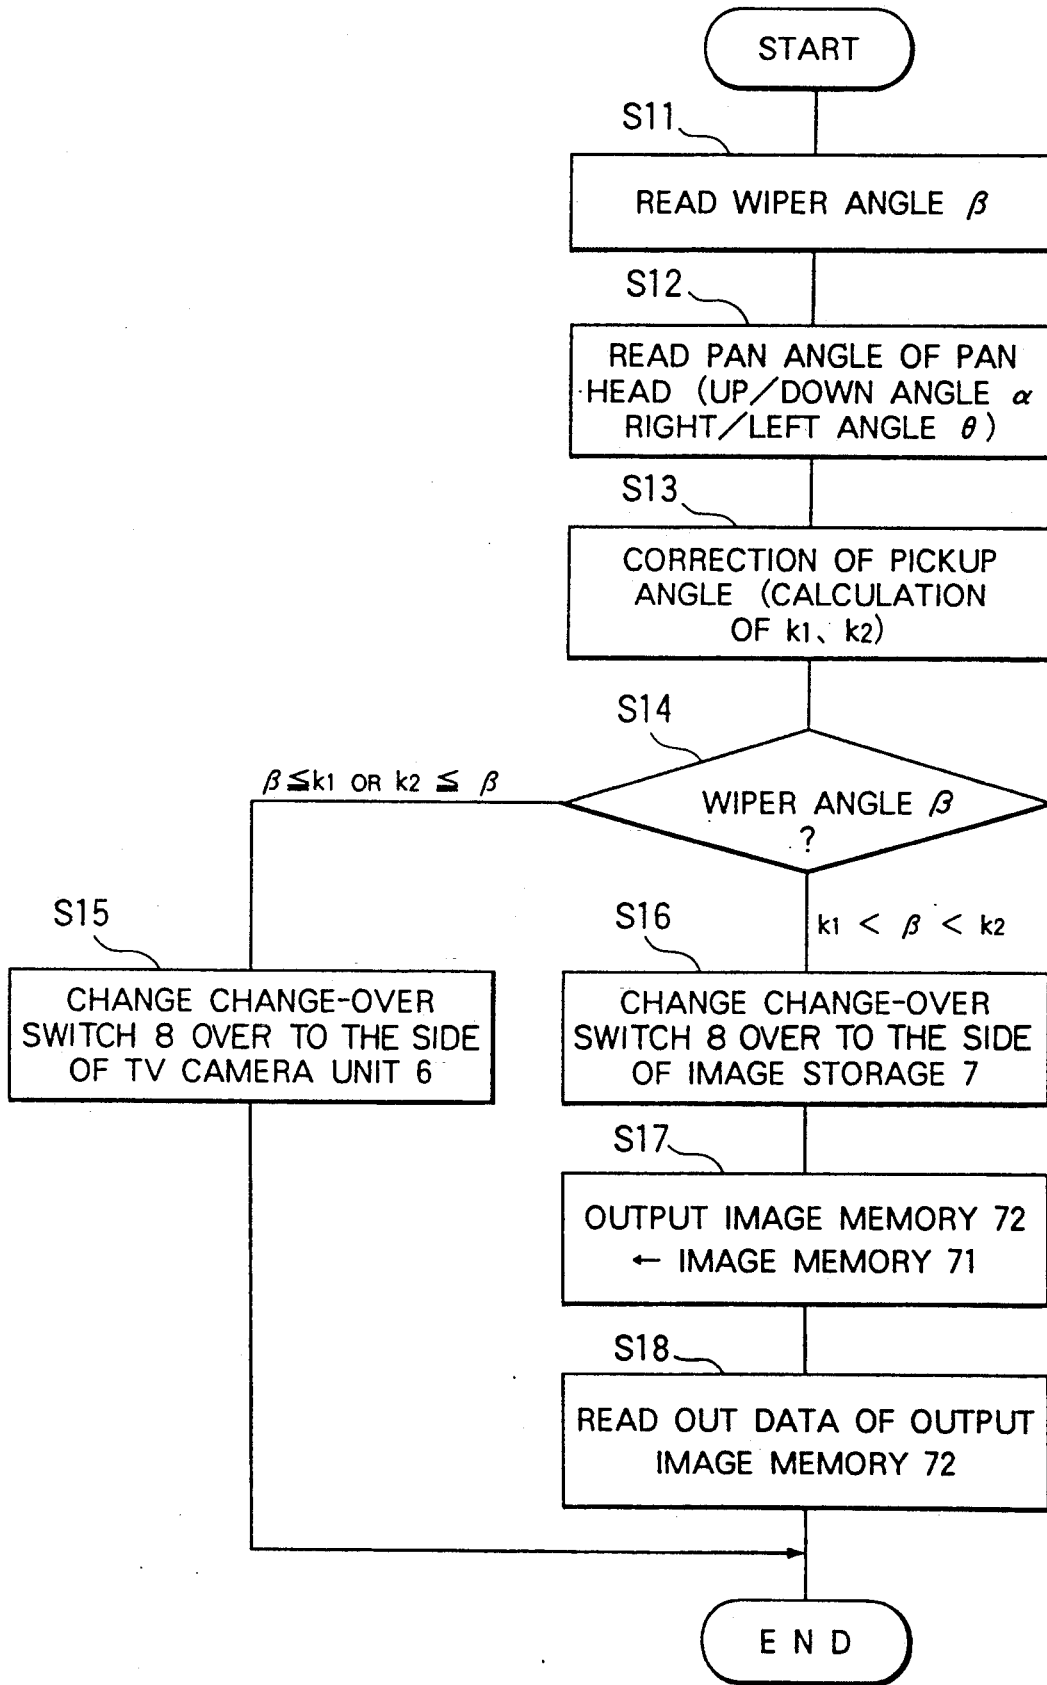 START
S11
READ WIPER ANGLE β
S12
READ PAN ANGLE OF PAN
HEAD (UP/DOWN ANGLE α
RIGHT/LEFT ANGLE θ)
S13
CORRECTION OF PICKUP
ANGLE (CALCULATION
OF k1、k2)
S14
β≦k1 OR k2 ≦ β
WIPER ANGLE β
?
S15
S16
k1 < β < k2
CHANGE CHANGE-OVER
SWITCH 8 OVER TO THE SIDE
OF TV CAMERA UNIT 6
CHANGE CHANGE-OVER
SWITCH 8 OVER TO THE SIDE
OF IMAGE STORAGE 7
S17
OUTPUT IMAGE MEMORY 72
← IMAGE MEMORY 71
S18
READ OUT DATA OF OUTPUT
IMAGE MEMORY 72
END